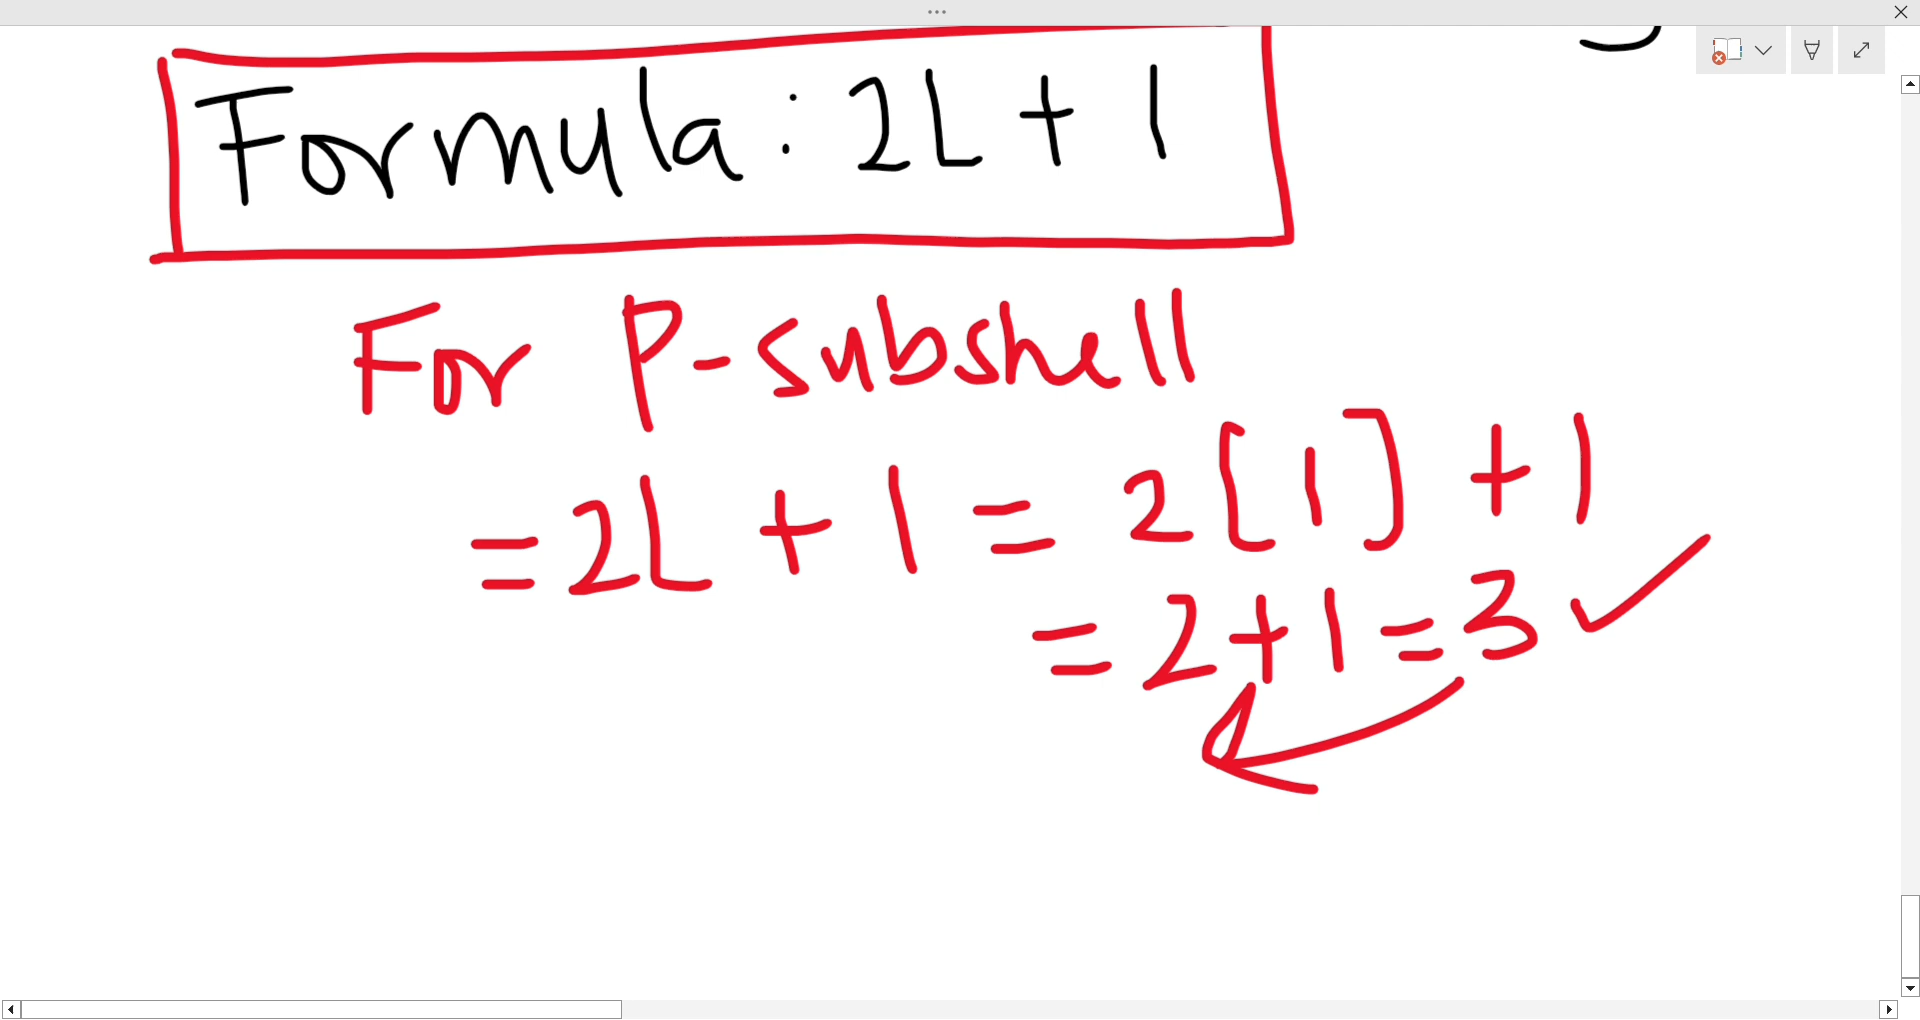 Formula: 2L + 1
For P-subshell
= 2L + 1 = 2[1] + 1
= 2+1=3